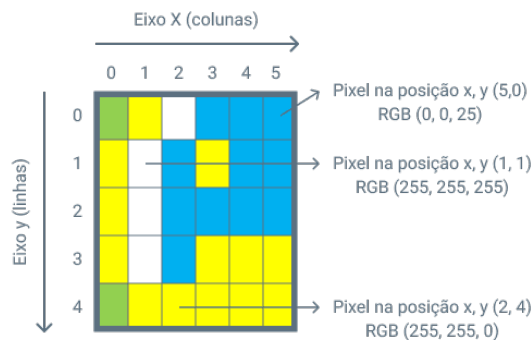 Eixo X (colunas)
0 1 2 3 4 5
Eixo y (linhas)
0
1
2
3
4
Pixel na posição x, y (5,0)
RGB (0, 0, 25)
Pixel na posição x, y (1, 1)
RGB (255, 255, 255)
Pixel na posição x, y (2, 4)
RGB (255, 255, 0)